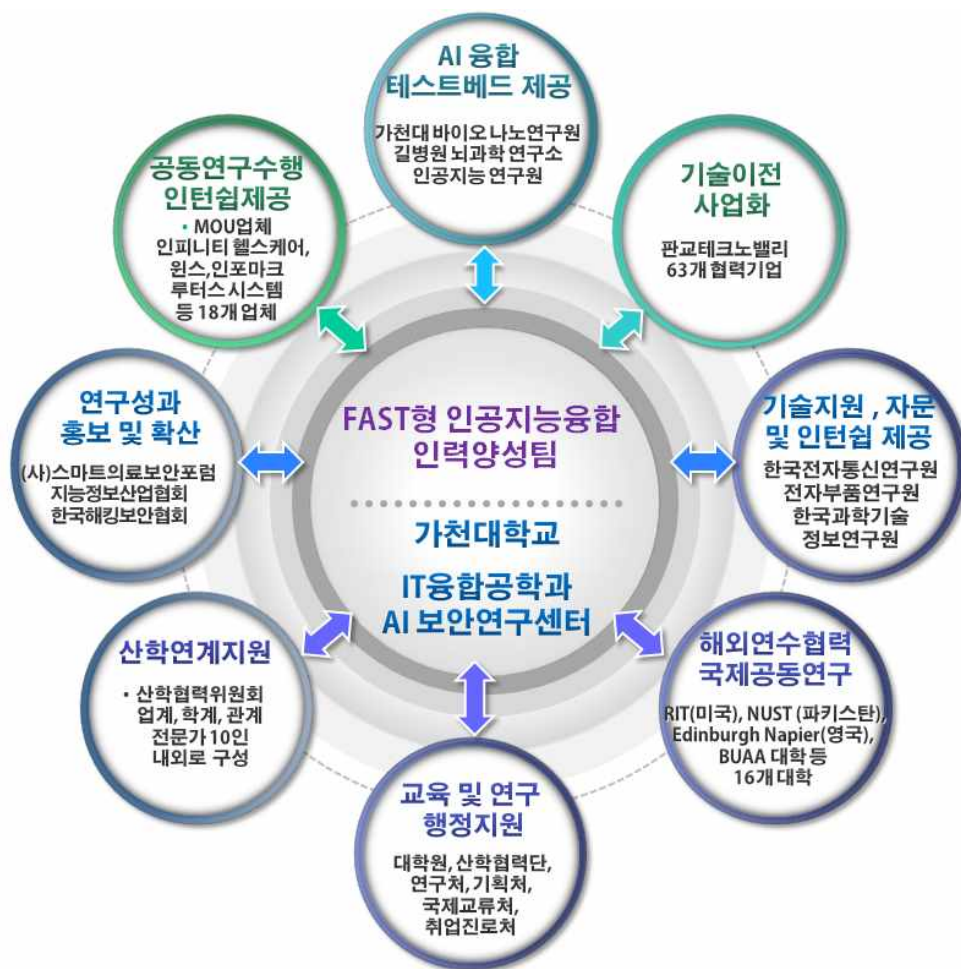 AI 융합
테스트베드 제공
가천대 바이오 나노연구원
길병원 뇌과학 연구소
인공지능 연구원
기술이전
사업화
판교테크노밸리
63개 협력기업
기술지원 , 자문
및 인턴쉽 제공
한국전자통신연구원
전자부품연구원
한국과학기술
정보연구원
해외연수협력
국제공동연구
RIT(미국), NUST (파키스탄),
Edinburgh Napier(영국),
BUAA 대학 등
16개 대학
교육 및 연구
행정지원
대학원, 산학협력단,
연구처, 기획처,
국제교류처,
취업진로처
산학연계지원
• 산학협력위원회
업계, 학계, 관계
전문가 10인
내외로 구성
연구성과
홍보 및 확산
(사)스마트의료보안포럼
지능정보산업협회
한국해킹보안협회
공동연구수행
인턴쉽제공
• MOU업체
인피니티 헬스케어,
윈스,인포마크
루터스 시스템
등 18개 업체
FAST형 인공지능융합
인력양성팀
가천대학교
IT융합공학과
AI 보안연구센터